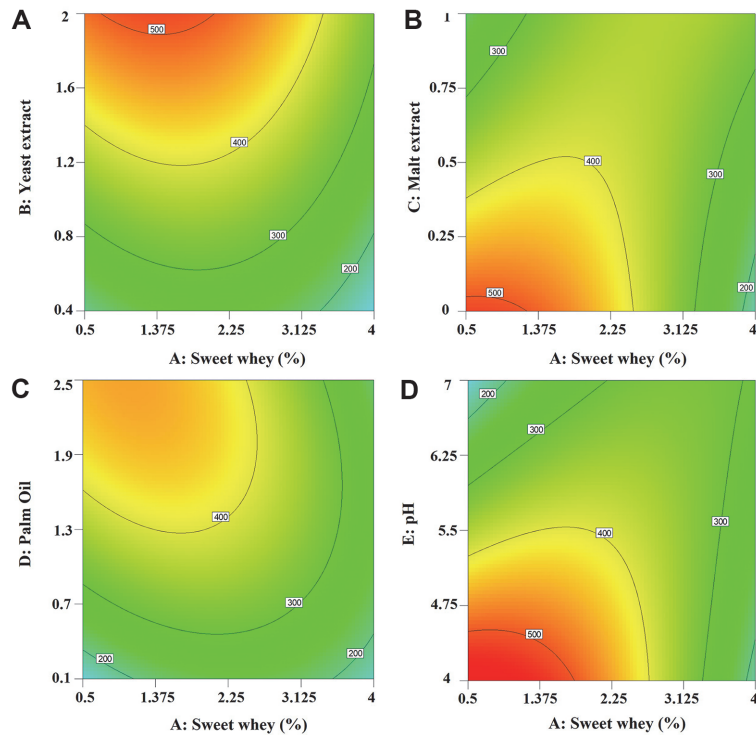 A
B: Yeast extract
2
1.6
1.2
0.8
0.4
500
400
300
200
0.5 1.375 2.25 3.125 4
A: Sweet whey (%)
B
C: Malt extract
1
0.75
0.5
0.25
0
300
400
300
500
200
0.5 1.375 2.25 3.125 4
A: Sweet whey (%)
C
D: Palm Oil
2.5
1.9
1.3
0.7
0.1
400
300
200
200
0.5 1.375 2.25 3.125 4
A: Sweet whey (%)
D
E: pH
7
6.25
5.5
4.75
4
200
300
400
300
500
0.5 1.375 2.25 3.125 4
A: Sweet whey (%)